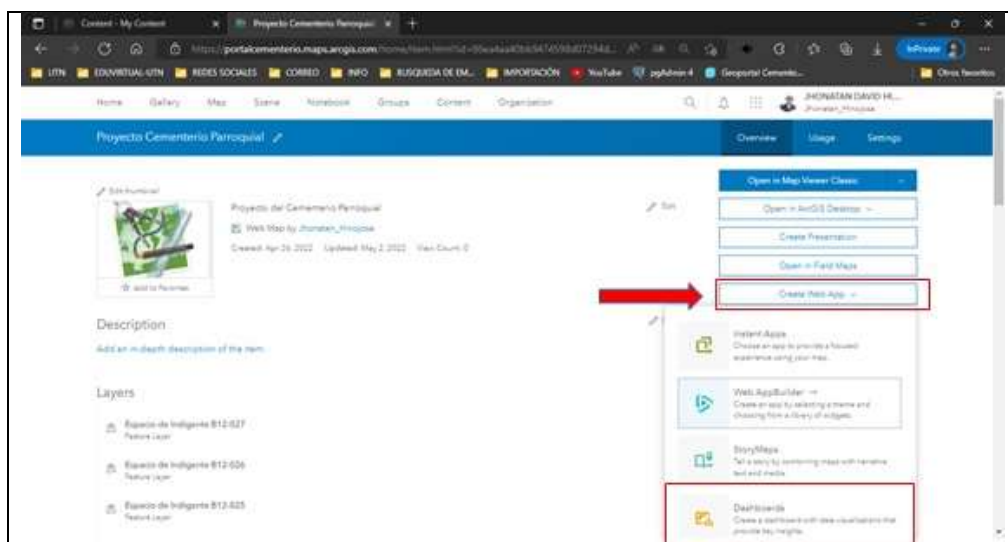 Content - My Content
Proyecto Cementerio Parroquial
InPrivate
UTN
EDUVIRTUAL-UTN
REDES SOCIALES
CORREO
INFO
BUSQUEDA DE EM...
IMPORTACIÓN
YouTube
pgAdmin 4
Geoportal Cemente...
Otros favoritos
Home
Gallery
Map
Scene
Notebook
Groups
Content
Organization
JHONATAN DAVID HI...
Jhonatan_Hinojosa
Proyecto Cementerio Parroquial
Overview
Usage
Settings
Edit thumbnail
Add to Favorites
Proyecto del Cementerio Parroquial
Web Map by Jhonatan_Hinojosa
Created: Apr 26, 2022 Updated: May 2, 2022 View Count: 0
Edit
Open in Map Viewer Classic
Open in ArcGIS Desktop
Create Presentation
Open in Field Maps
Create Web App
Description
Add an in-depth description of the item.
Layers
Espacio de Indigente B12-027
Feature Layer
Espacio de Indigente B12-026
Feature Layer
Espacio de Indigente B12-025
Feature Layer
Instant Apps
Choose an app to provide a focused
experience using your map.
Web AppBuilder
Create an app by selecting a theme and
choosing from a library of widgets.
StoryMaps
Tell a story by combining maps with narrative
text and media.
Dashboards
Create a dashboard with data visualizations that
provide key insights.